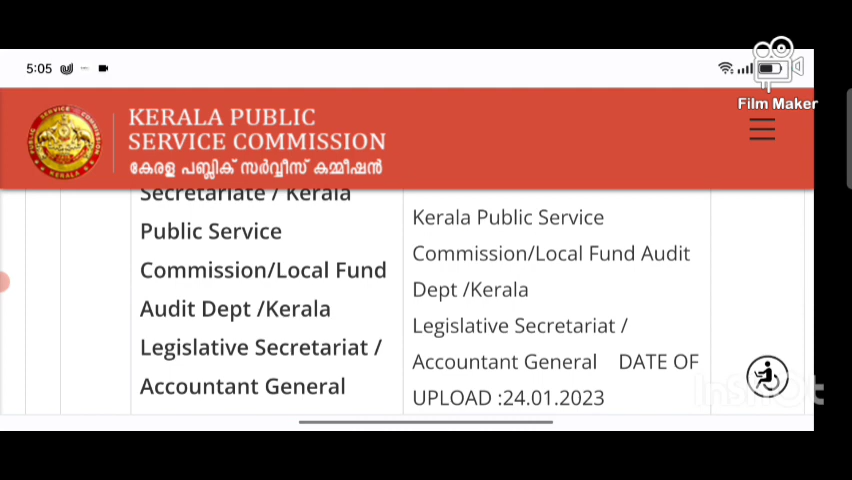 5:05
Film Maker
KERALA PUBLIC
SERVICE COMMISSION
കേരള പബ്ലിക് സർവ്വീസ് കമ്മീഷൻ
Secretariate / Kerala
Public Service
Commission/Local Fund
Audit Dept /Kerala
Legislative Secretariat /
Accountant General
Kerala Public Service
Commission/Local Fund Audit
Dept /Kerala
Legislative Secretariat /
Accountant General DATE OF
UPLOAD :24.01.2023
InShOt